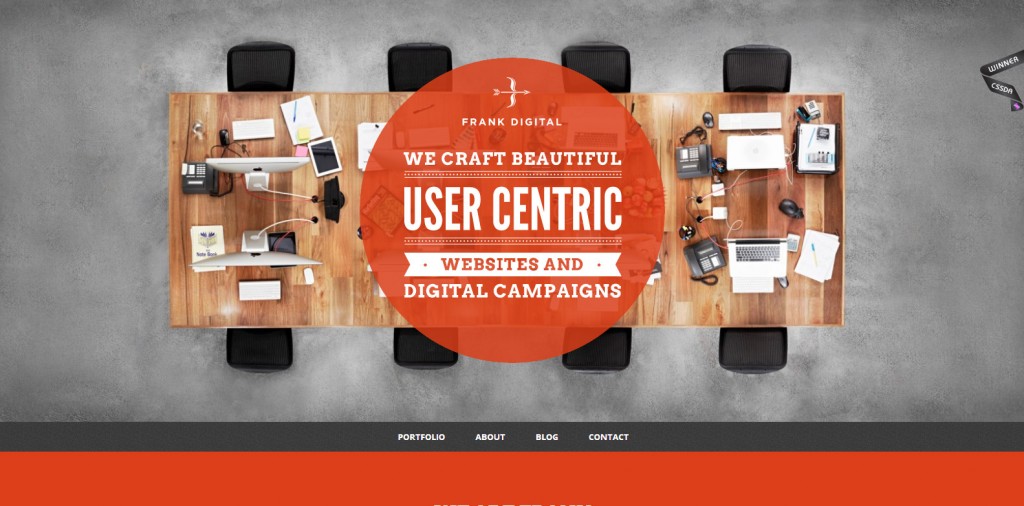 WINNER
CSSDA
FRANK DIGITAL
WE CRAFT BEAUTIFUL
USER CENTRIC
· WEBSITES AND ·
DIGITAL CAMPAIGNS
PORTFOLIO ABOUT BLOG CONTACT